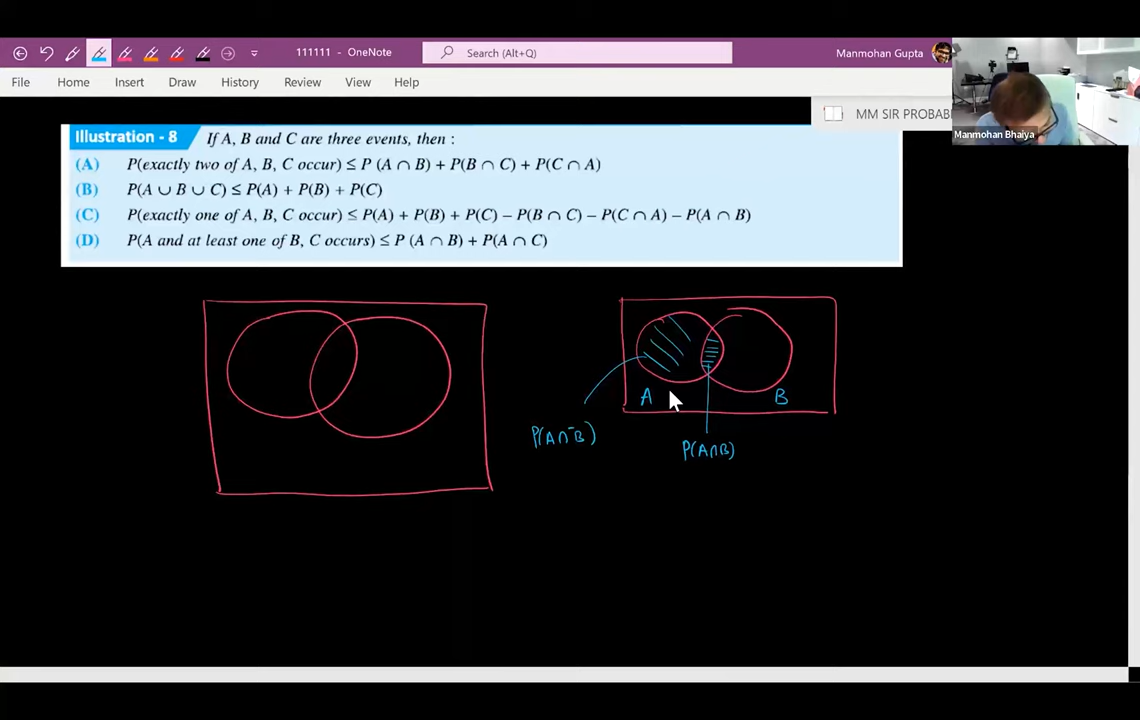 111111 - OneNote
Search (Alt+Q)
Manmohan Gupta
File Home Insert Draw History Review View Help
MM SIR PROBAB
Manmohan Bhaiya
Illustration - 8 If A, B and C are three events, then :
(A) P(exactly two of A, B, C occur) ≤ P (A ∩ B) + P(B ∩ C) + P(C ∩ A)
(B) P(A ∪ B ∪ C) ≤ P(A) + P(B) + P(C)
(C) P(exactly one of A, B, C occur) ≤ P(A) + P(B) + P(C) – P(B ∩ C) – P(C ∩ A) – P(A ∩ B)
(D) P(A and at least one of B, C occurs) ≤ P (A ∩ B) + P(A ∩ C)
A B
P(A∩B̄)
P(A∩B)